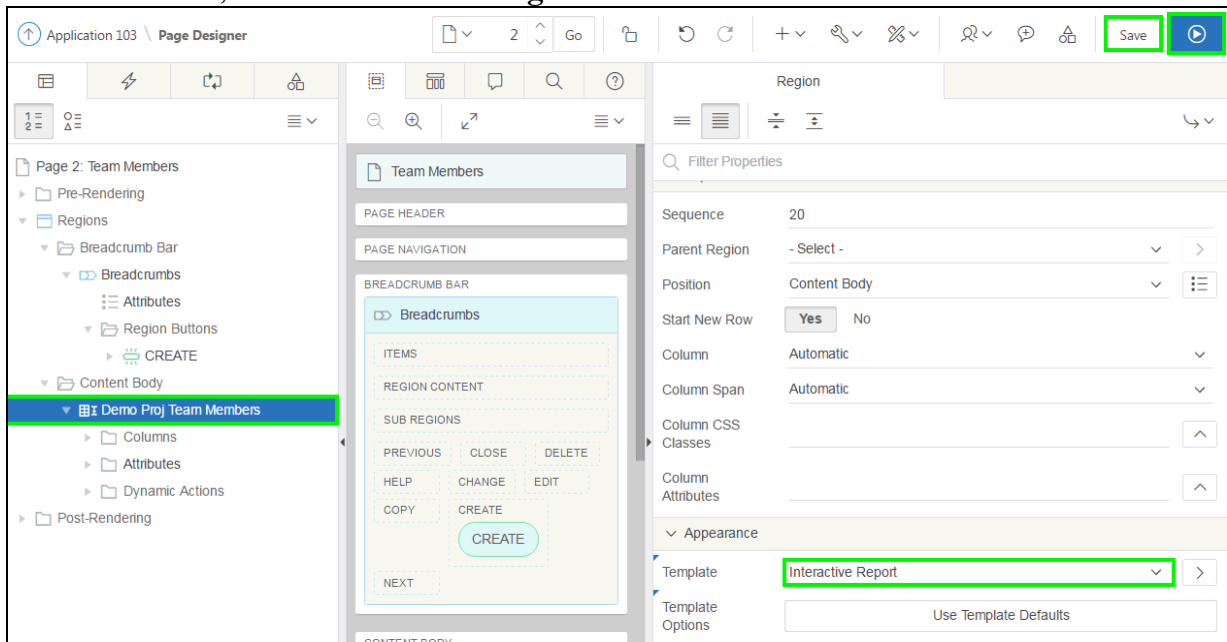 Application 103 \ Page Designer
2
Go
Save
Region
Page 2: Team Members
Pre-Rendering
Regions
Breadcrumb Bar
Breadcrumbs
Attributes
Region Buttons
CREATE
Content Body
Demo Proj Team Members
Columns
Attributes
Dynamic Actions
Post-Rendering
Team Members
PAGE HEADER
PAGE NAVIGATION
BREADCRUMB BAR
Breadcrumbs
ITEMS
REGION CONTENT
SUB REGIONS
PREVIOUS CLOSE DELETE
HELP CHANGE EDIT
COPY CREATE
CREATE
NEXT
CONTENT BODY
Filter Properties
Sequence 20
Parent Region - Select -
Position Content Body
Start New Row Yes No
Column Automatic
Column Span Automatic
Column CSS
Classes
Column
Attributes
Appearance
Template Interactive Report
Template
Options
Use Template Defaults